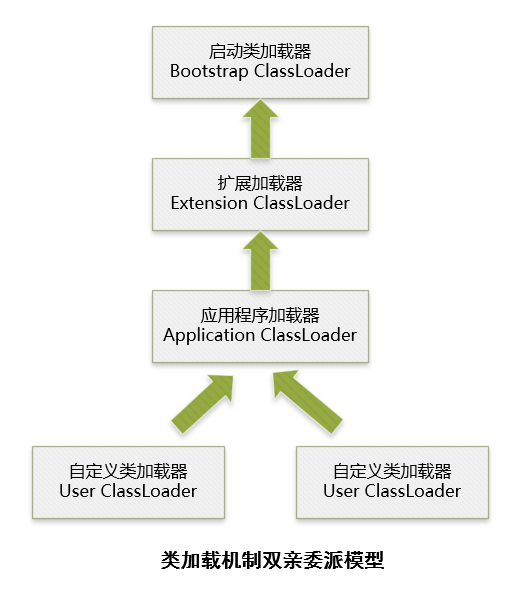 启动类加载器
Bootstrap ClassLoader
扩展加载器
Extension ClassLoader
应用程序加载器
Application ClassLoader
自定义类加载器
User ClassLoader
自定义类加载器
User ClassLoader
类加载机制双亲委派模型